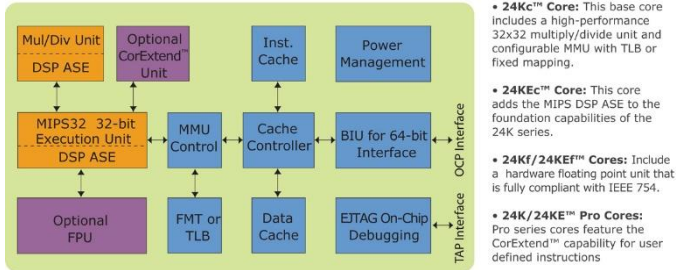 Mul/Div Unit
DSP ASE
Optional
CorExtend™
Unit
Inst.
Cache
Power
Management
MIPS32 32-bit
Execution Unit
DSP ASE
MMU
Control
Cache
Controller
BIU for 64-bit
Interface
OCP Interface
Optional
FPU
FMT or
TLB
Data
Cache
EJTAG On-Chip
Debugging
TAP Interface
• 24Kc™ Core: This base core
includes a high-performance
32x32 multiply/divide unit and
configurable MMU with TLB or
fixed mapping.
• 24KEc™ Core: This core
adds the MIPS DSP ASE to the
foundation capabilities of the
24K series.
• 24Kf/24KEf™ Cores: Include
a hardware floating point unit that
is fully compliant with IEEE 754.
• 24K/24KE™ Pro Cores:
Pro series cores feature the
CorExtend™ capability for user
defined instructions